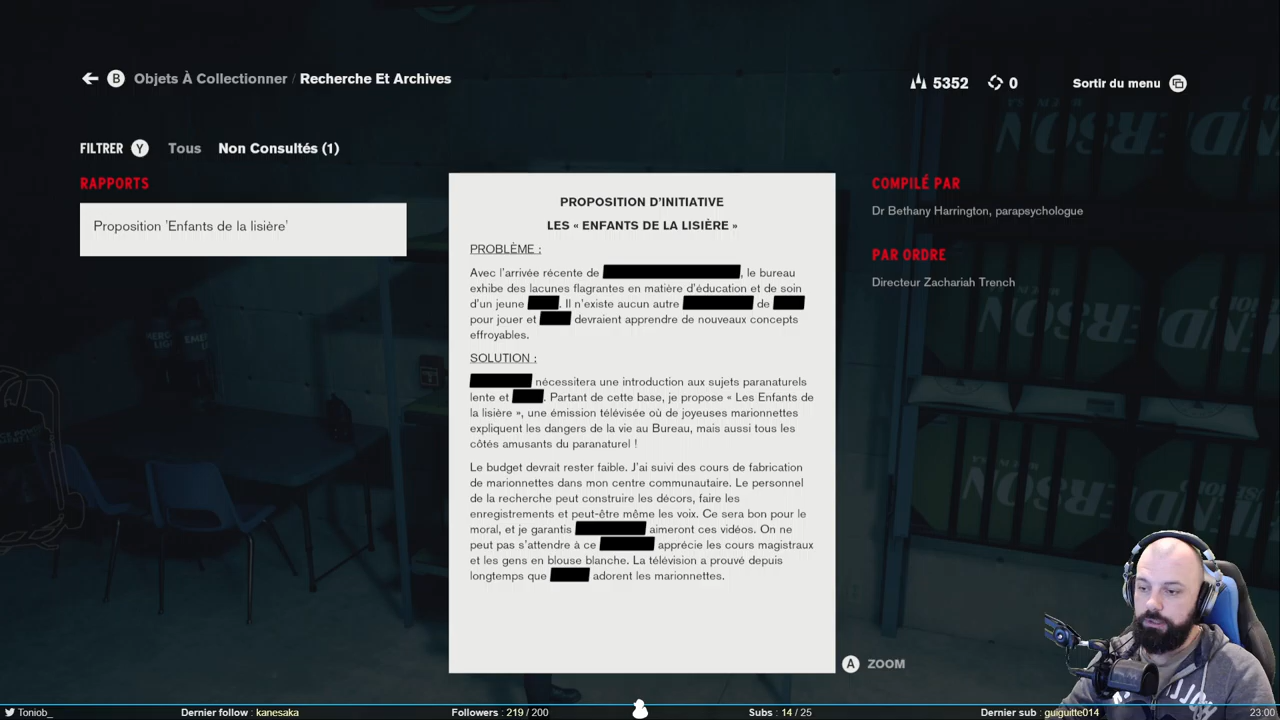 B Objets À Collectionner / Recherche Et Archives
5352
0
Sortir du menu
FILTRER Y Tous Non Consultés (1)
RAPPORTS
Proposition 'Enfants de la lisière'
PROPOSITION D'INITIATIVE
LES « ENFANTS DE LA LISIÈRE »
PROBLÈME :
Avec l'arrivée récente de , le bureau
exhibe des lacunes flagrantes en matière d'éducation et de soin
d'un jeune . Il n'existe aucun autre de
pour jouer et devraient apprendre de nouveaux concepts
effroyables.
SOLUTION :
nécessitera une introduction aux sujets paranaturels
lente et . Partant de cette base, je propose « Les Enfants de
la lisière », une émission télévisée où de joyeuses marionnettes
expliquent les dangers de la vie au Bureau, mais aussi tous les
côtés amusants du paranaturel !
Le budget devrait rester faible. J'ai suivi des cours de fabrication
de marionnettes dans mon centre communautaire. Le personnel
de la recherche peut construire les décors, faire les
enregistrements et peut-être même les voix. Ce sera bon pour le
moral, et je garantis aimeront ces vidéos. On ne
peut pas s'attendre à ce apprécie les cours magistraux
et les gens en blouse blanche. La télévision a prouvé depuis
longtemps que adorent les marionnettes.
COMPILÉ PAR
Dr Bethany Harrington, parapsychologue
PAR ORDRE
Directeur Zachariah Trench
A ZOOM
Toniob_
Dernier follow : kanesaka
Followers : 219 / 200
Subs : 14 / 25
Dernier sub : guiguitte014
23:00